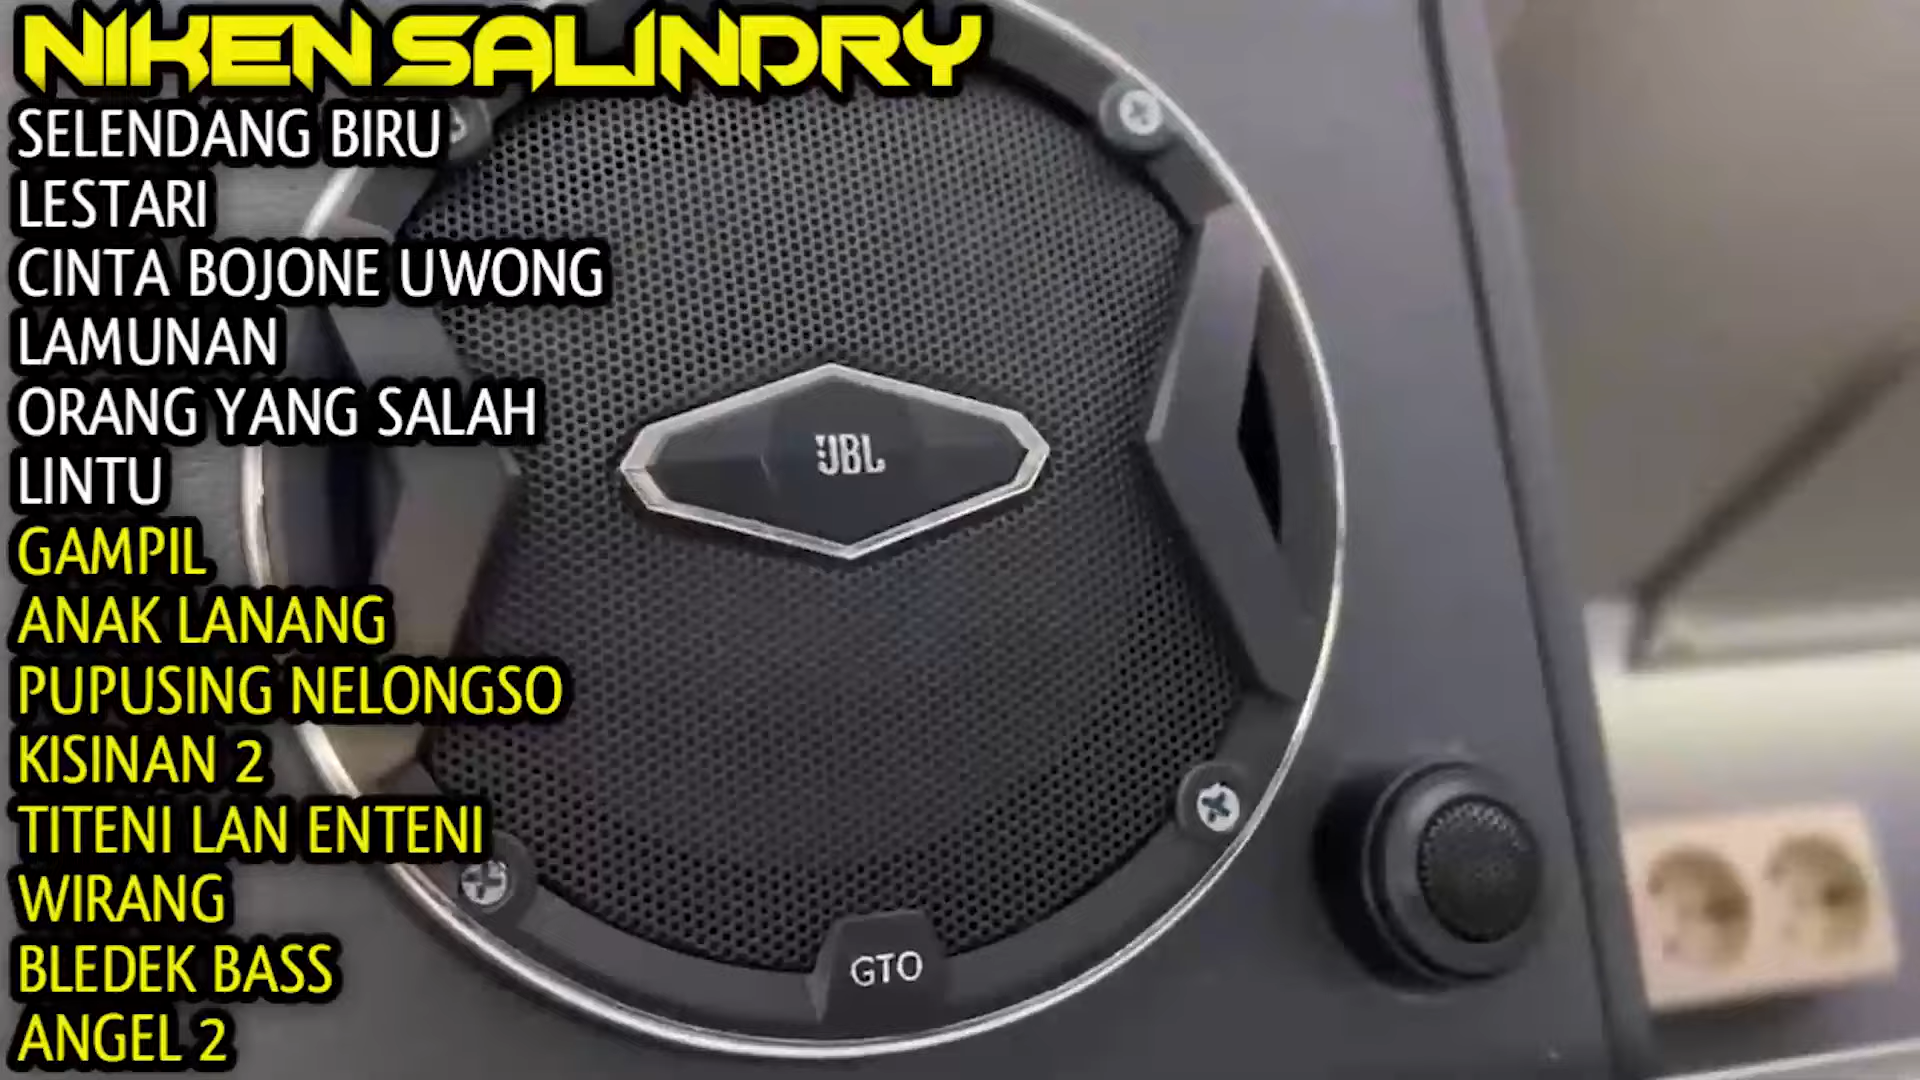 NIKEN SALINDRY
SELENDANG BIRU
LESTARI
CINTA BOJONE UWONG
LAMUNAN
ORANG YANG SALAH
LINTU
GAMPIL
ANAK LANANG
PUPUSING NELONGSO
KISINAN 2
TITENI LAN ENTENI
WIRANG
BLEDEK BASS
ANGEL 2
JBL
GTO